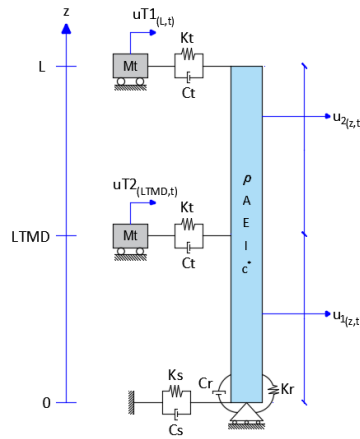 z
uT1(L,t)
Kt
L
Mt
Ct
u2(z,t
ρ
A
E
I
c*
uT2(LTMD,t)
Kt
LTMD
Mt
Ct
u1(z,t
Ks
Cr
Kr
0
Cs